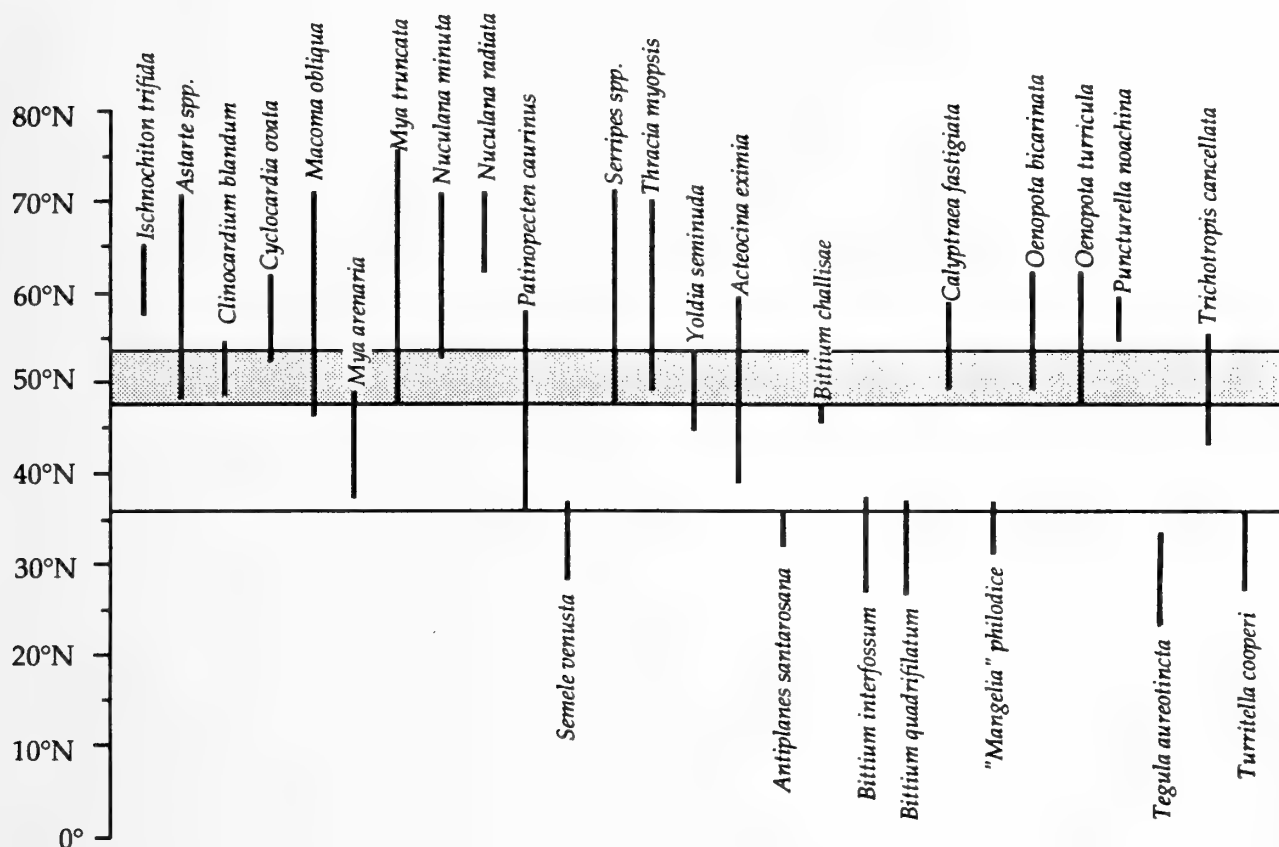 80°N
70°N
60°N
50°N
40°N
30°N
20°N
10°N
0°
Ischnochiton trifida
Astarte spp.
Clinocardium blandum
Cyclocardia ovata
Macoma obliqua
Mya arenaria
Mya truncata
Nuculana minuta
Nuculana radiata
Patinopecten caurinus
Semele venusta
Serripes spp.
Thracia myopsis
Yoldia seminuda
Acteocina eximia
Antiplanes santarosana
Bittium challisae
Bittium interfossum
Bittium quadrifilatum
Calyptraea fastigiata
"Mangelia" philodice
Oenopota bicarinata
Oenopota turricula
Puncturella noachina
Tegula aureotincta
Trichotropis cancellata
Turritella cooperi